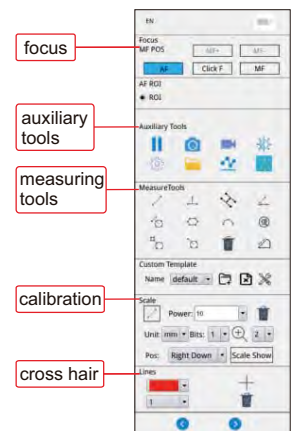 EN
focus
Focus
MF POS
MF+
MF-
AF
Click F
MF
AF ROI
ROI
auxiliary
tools
Auxiliary Tools
measuring
tools
MeasureTools
Custom Template
Name
default
calibration
Scale
Power: 10
Unit mm Bits: 1 2
Pos: Right Down Scale Show
cross hair
Lines
1